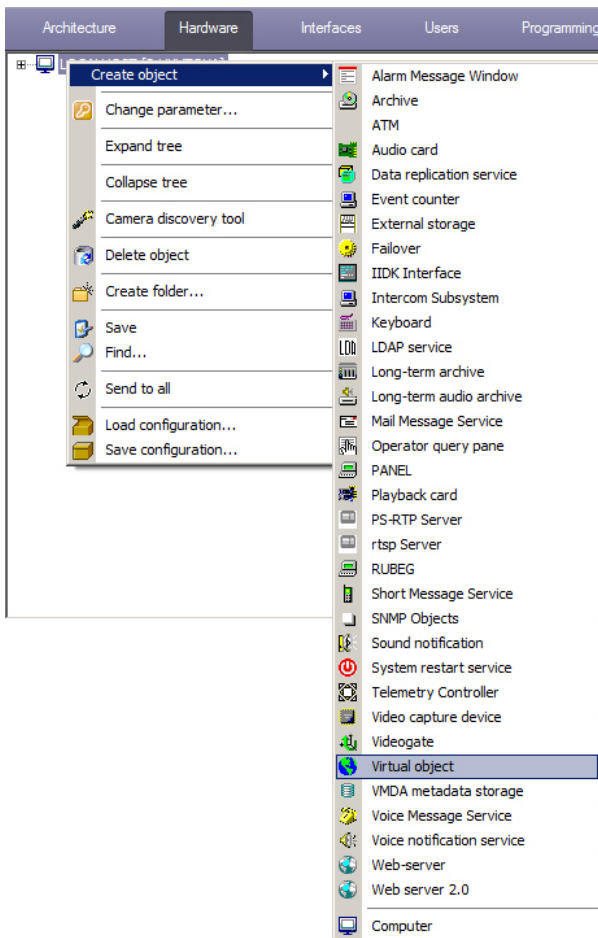 Architecture Hardware Interfaces Users Programming
Create object
Change parameter...
Expand tree
Collapse tree
Camera discovery tool
Delete object
Create folder...
Save
Find...
Send to all
Load configuration...
Save configuration...
Alarm Message Window
Archive
ATM
Audio card
Data replication service
Event counter
External storage
Failover
IIDK Interface
Intercom Subsystem
Keyboard
LDAP service
Long-term archive
Long-term audio archive
Mail Message Service
Operator query pane
PANEL
Playback card
PS-RTP Server
rtsp Server
RUBEG
Short Message Service
SNMP Objects
Sound notification
System restart service
Telemetry Controller
Video capture device
Videogate
Virtual object
VMDA metadata storage
Voice Message Service
Voice notification service
Web-server
Web server 2.0
Computer